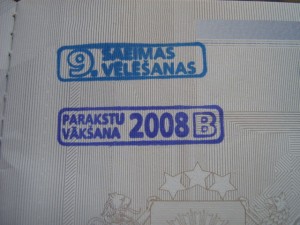 9. SAEIMAS
VĒLĒŠANAS
PARAKSTU
VĀKŠANA 2008 B